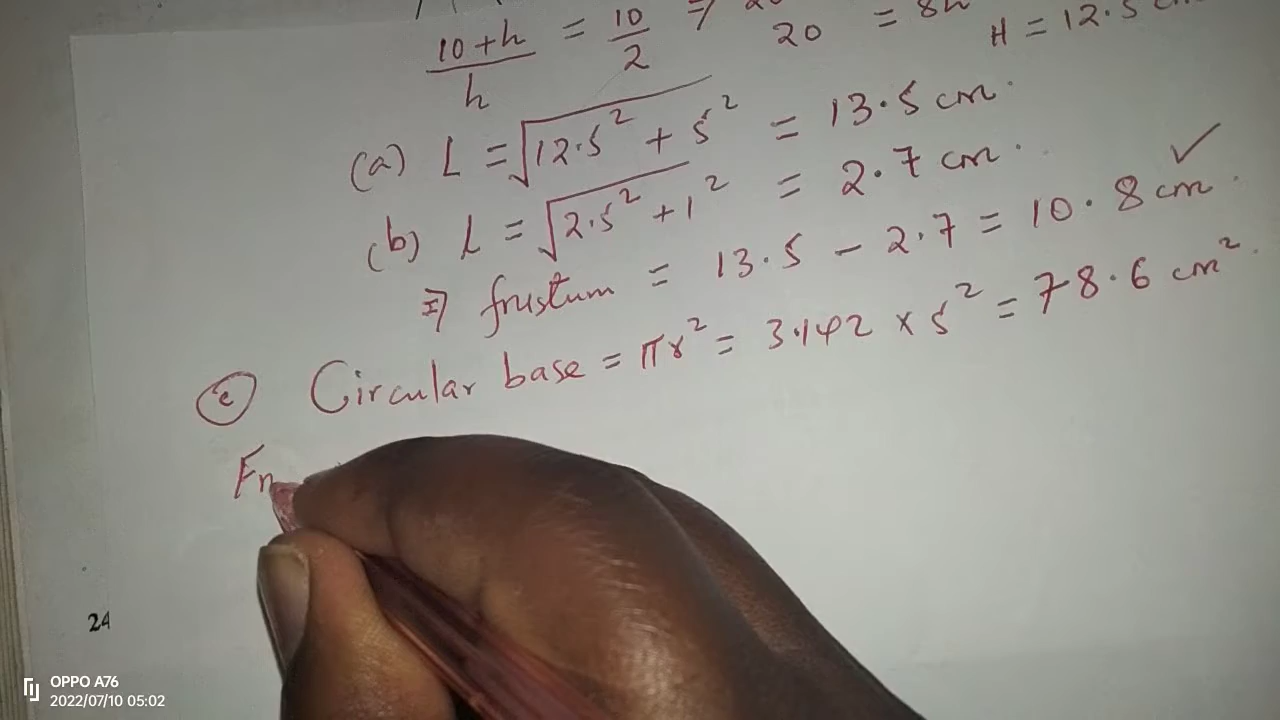 10+h / h = 10 / 2 ⇒ 20 = 8h
H = 12.5 cm
(a) L = √12.5² + 5² = 13.5 cm.
(b) L = √2.5² + 1² = 2.7 cm.
⇒ frustum = 13.5 − 2.7 = 10.8 cm. ✓
(c) Circular base = πr² = 3.142 × 5² = 78.6 cm².
Fr
24
OPPO A76
2022/07/10 05:02